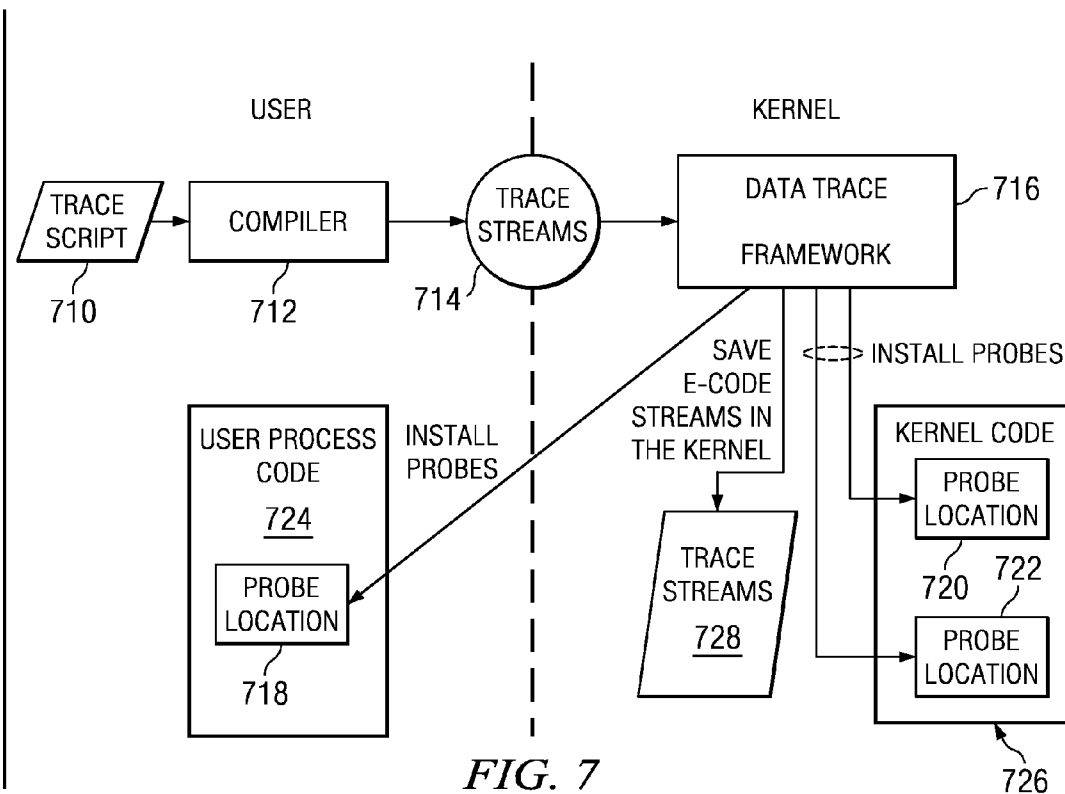 USER
KERNEL
TRACE
SCRIPT
710
COMPILER
712
TRACE
STREAMS
714
DATA TRACE
FRAMEWORK
716
SAVE
E-CODE
STREAMS IN
THE KERNEL
INSTALL PROBES
INSTALL
PROBES
USER PROCESS
CODE
724
PROBE
LOCATION
718
TRACE
STREAMS
728
KERNEL CODE
PROBE
LOCATION
720
722
PROBE
LOCATION
726
FIG. 7